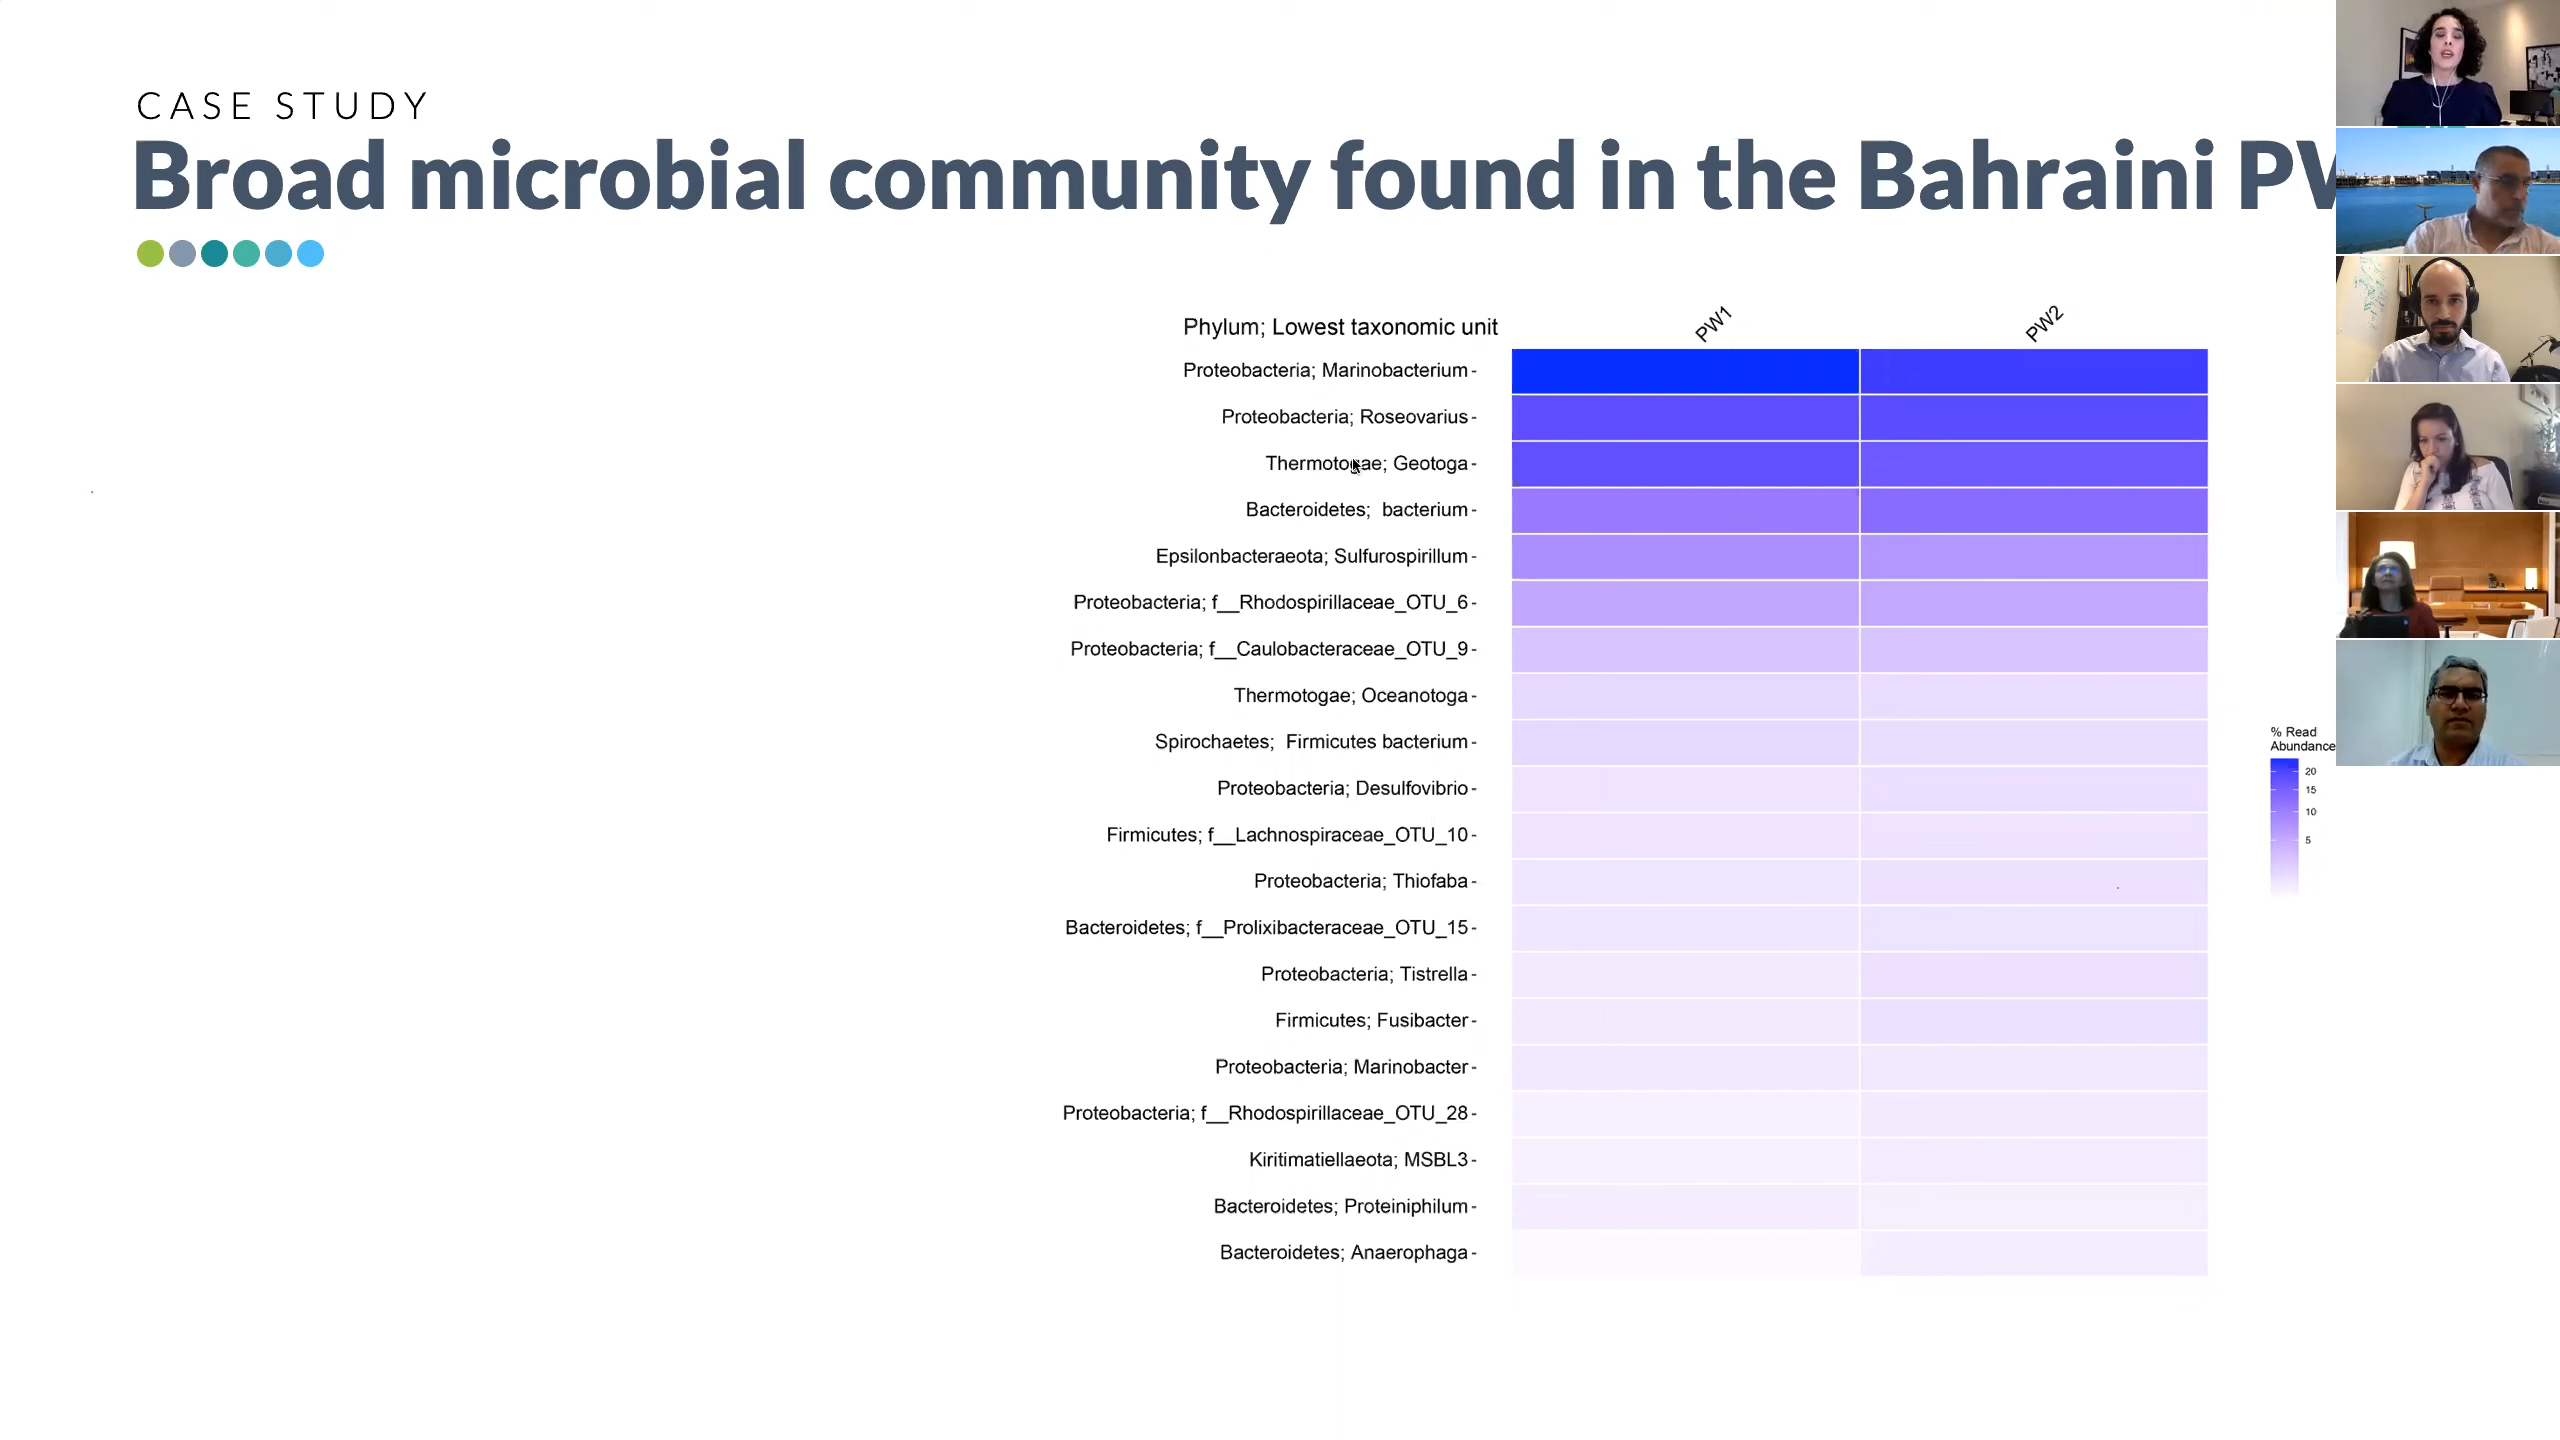 CASE STUDY
Broad microbial community found in the Bahraini PW
Phylum; Lowest taxonomic unit
PW1
PW2
Proteobacteria; Marinobacterium
Proteobacteria; Roseovarius
Thermotogae; Geotoga
Bacteroidetes; bacterium
Epsilonbacteraeota; Sulfurospirillum
Proteobacteria; f__Rhodospirillaceae_OTU_6
Proteobacteria; f__Caulobacteraceae_OTU_9
Thermotogae; Oceanotoga
Spirochaetes; Firmicutes bacterium
Proteobacteria; Desulfovibrio
Firmicutes; f__Lachnospiraceae_OTU_10
Proteobacteria; Thiofaba
Bacteroidetes; f__Prolixibacteraceae_OTU_15
Proteobacteria; Tistrella
Firmicutes; Fusibacter
Proteobacteria; Marinobacter
Proteobacteria; f__Rhodospirillaceae_OTU_28
Kiritimatiellaeota; MSBL3
Bacteroidetes; Proteiniphilum
Bacteroidetes; Anaerophaga
% Read
Abundance
20
15
10
5